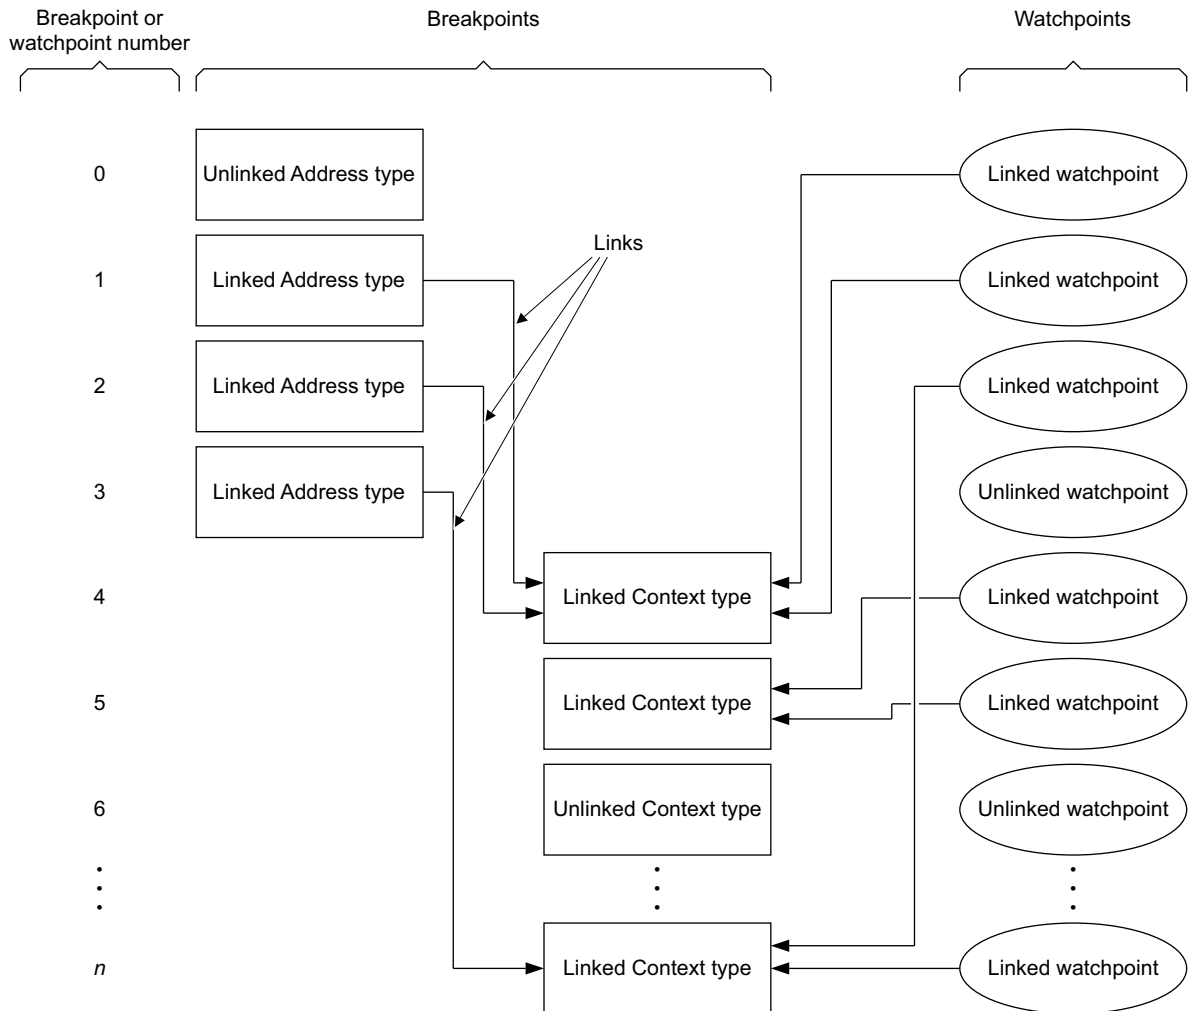 Breakpoint or
watchpoint number
Breakpoints
Watchpoints
0
Unlinked Address type
Linked watchpoint
Links
1
Linked Address type
Linked watchpoint
2
Linked Address type
Linked watchpoint
3
Linked Address type
Unlinked watchpoint
4
Linked Context type
Linked watchpoint
5
Linked Context type
Linked watchpoint
6
Unlinked Context type
Unlinked watchpoint
n
Linked Context type
Linked watchpoint